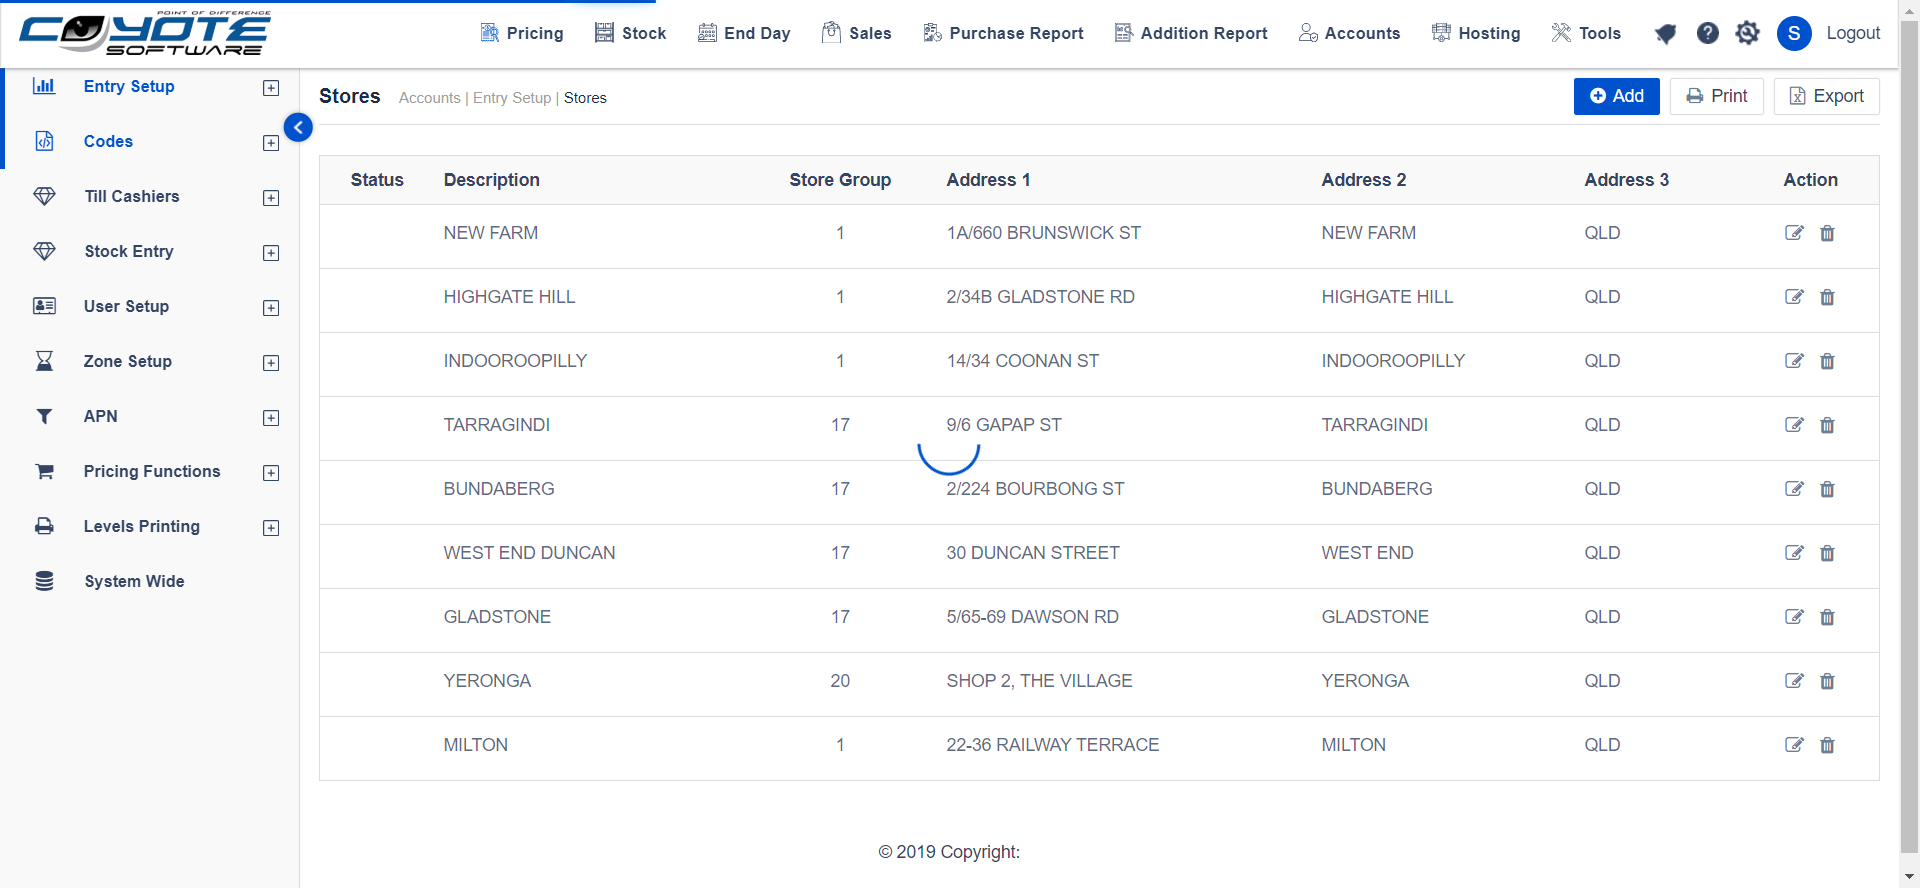 POINT OF DIFFERENCE
COYOTE
SOFTWARE
Pricing
Stock
End Day
Sales
Purchase Report
Addition Report
Accounts
Hosting
Tools
S
Logout
Entry Setup
Codes
Till Cashiers
Stock Entry
User Setup
Zone Setup
APN
Pricing Functions
Levels Printing
System Wide
Stores
Accounts | Entry Setup | Stores
Add
Print
Export
Status Description Store Group Address 1 Address 2 Address 3 Action
NEW FARM 1 1A/660 BRUNSWICK ST NEW FARM QLD
HIGHGATE HILL 1 2/34B GLADSTONE RD HIGHGATE HILL QLD
INDOOROOPILLY 1 14/34 COONAN ST INDOOROOPILLY QLD
TARRAGINDI 17 9/6 GAPAP ST TARRAGINDI QLD
BUNDABERG 17 2/224 BOURBONG ST BUNDABERG QLD
WEST END DUNCAN 17 30 DUNCAN STREET WEST END QLD
GLADSTONE 17 5/65-69 DAWSON RD GLADSTONE QLD
YERONGA 20 SHOP 2, THE VILLAGE YERONGA QLD
MILTON 1 22-36 RAILWAY TERRACE MILTON QLD
© 2019 Copyright: